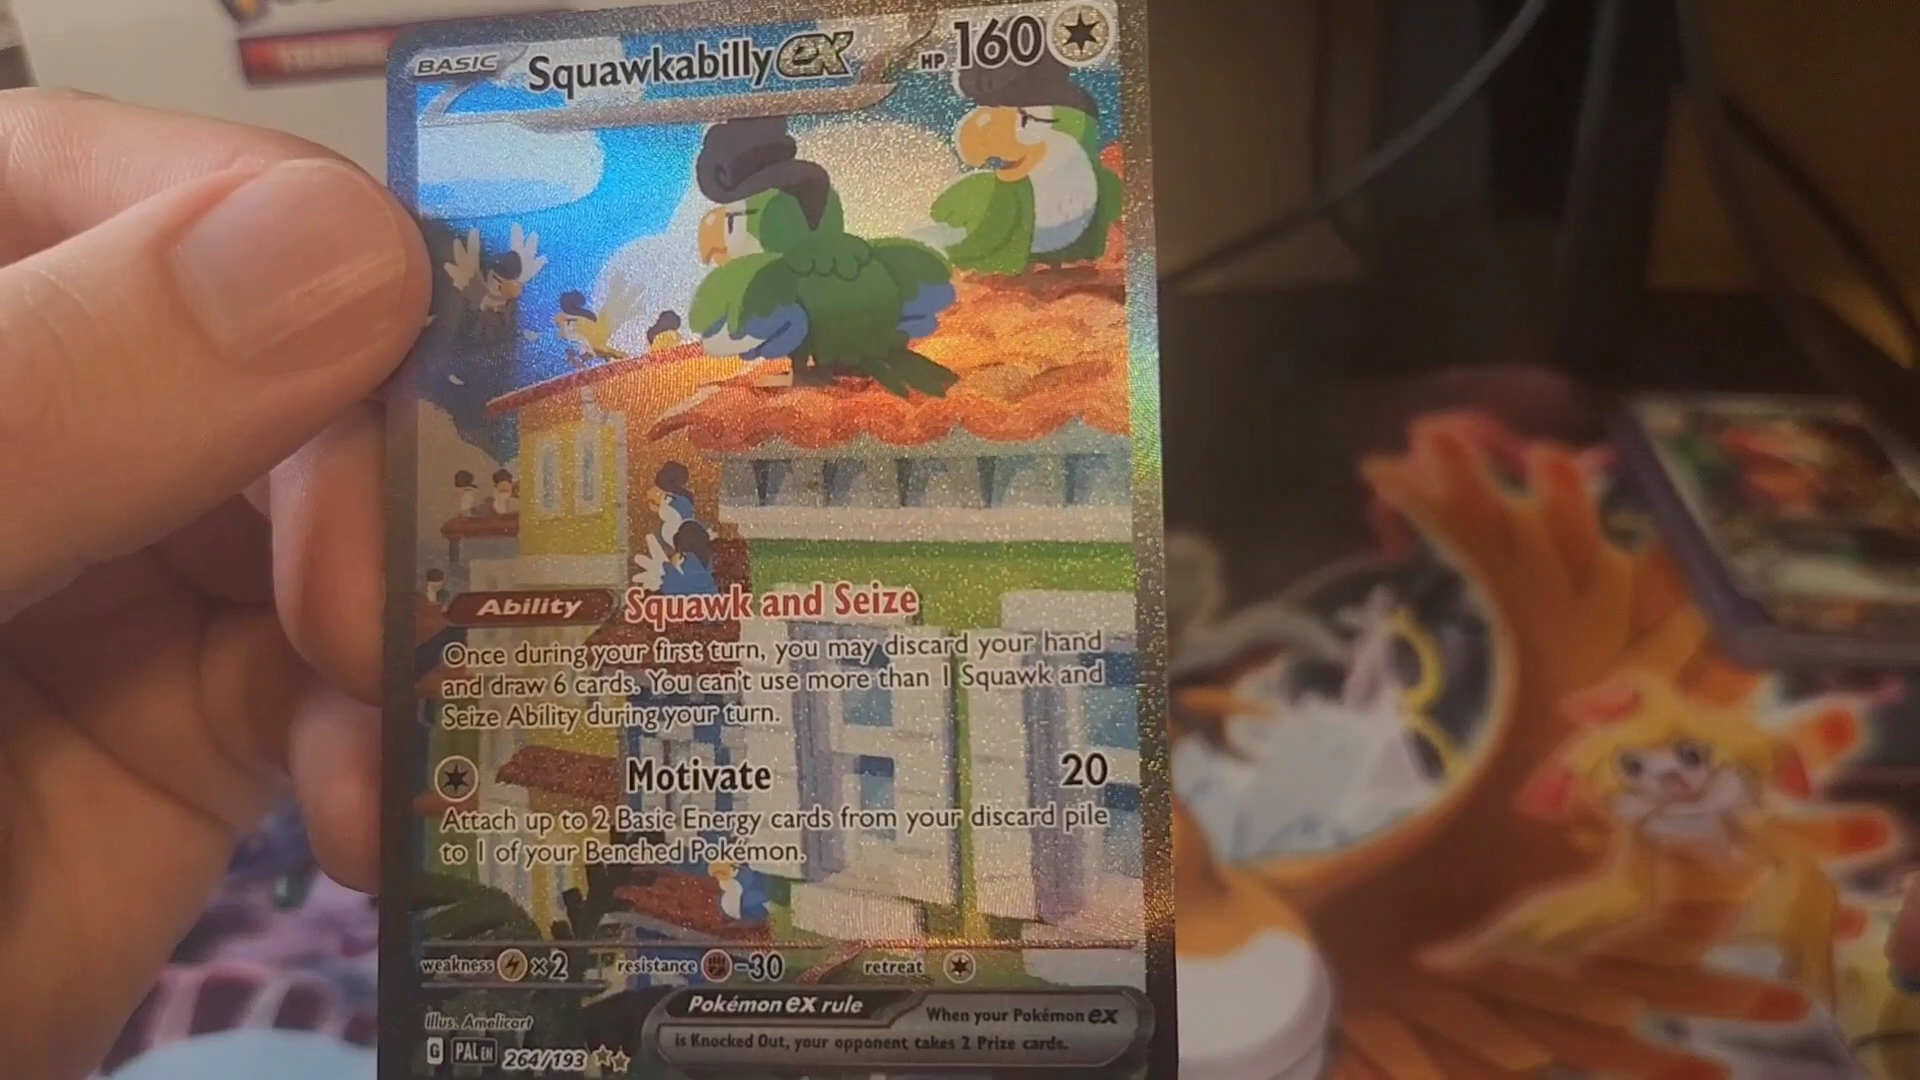 BASIC Squawkabilly ex HP 160
Ability Squawk and Seize
Once during your first turn, you may discard your hand
and draw 6 cards. You can't use more than 1 Squawk and
Seize Ability during your turn.
Motivate 20
Attach up to 2 Basic Energy cards from your discard pile
to 1 of your Benched Pokémon.
weakness ×2 resistance -30 retreat
Illus. Amelicart
Pokémon ex rule When your Pokémon ex
is Knocked Out, your opponent takes 2 Prize cards.
G PAL EN 264/193